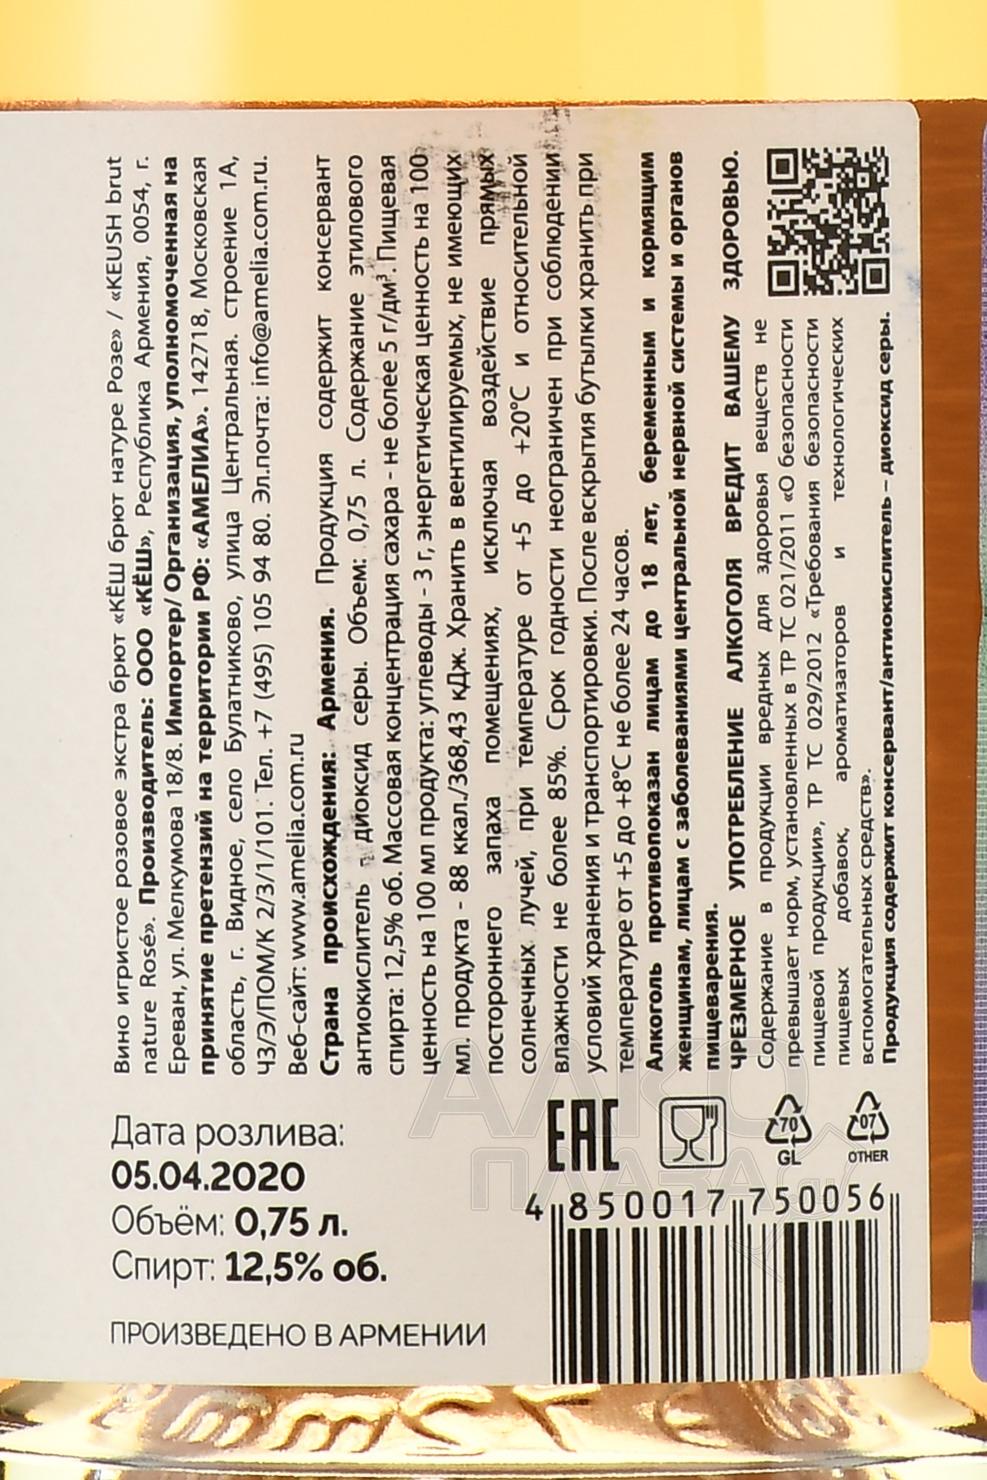 Вино игристое розовое экстра брют «КЁШ брют натуре Розе» / «KEUSH brut
nature Rosé». Производитель: ООО «КЁШ», Республика Армения, 0054, г.
Ереван, ул. Мелкумова 18/8. Импортер/ Организация, уполномоченная на
принятие претензий на территории РФ: «АМЕЛИА». 142718, Московская
область, г. Видное, село Булатниково, улица Центральная. строение 1А,
ЧЗ/Э/ПОМ/К 2/3/1/101. Тел. +7 (495) 105 94 80. Эл.почта: info@amelia.com.ru.
Веб-сайт: www.amelia.com.ru
Страна происхождения: Армения. Продукция содержит консервант
антиокислитель - диоксид серы. Объем: 0,75 л. Содержание этилового
спирта: 12,5% об. Массовая концентрация сахара - не более 5 г/дм³. Пищевая
ценность на 100 мл продукта: углеводы - 3 г, энергетическая ценность на 100
мл. продукта - 88 ккал./368,43 кДж. Хранить в вентилируемых, не имеющих
постороннего запаха помещениях, исключая воздействие прямых
солнечных лучей, при температуре от +5 до +20°С и относительной
влажности не более 85%. Срок годности неограничен при соблюдении
условий хранения и транспортировки. После вскрытия бутылки хранить при
температуре от +5 до +8°С не более 24 часов.
Алкоголь противопоказан лицам до 18 лет, беременным и кормящим
женщинам, лицам с заболеваниями центральной нервной системы и органов
пищеварения.
ЧРЕЗМЕРНОЕ УПОТРЕБЛЕНИЕ АЛКОГОЛЯ ВРЕДИТ ВАШЕМУ ЗДОРОВЬЮ.
Содержание в продукции вредных для здоровья веществ не
превышает норм, установленных в ТР ТС 021/2011 «О безопасности
пищевой продукции», ТР ТС 029/2012 «Требования безопасности
пищевых добавок, ароматизаторов и технологических
вспомогательных средств».
Продукция содержит консервант/антиокислитель – диоксид серы.
Дата розлива:
05.04.2020
Объём: 0,75 л.
Спирт: 12,5% об.
ПРОИЗВЕДЕНО В АРМЕНИИ
EAC
70
GL
07
OTHER
4 850017 750056
АЛКО
ПЛАЗА.ru